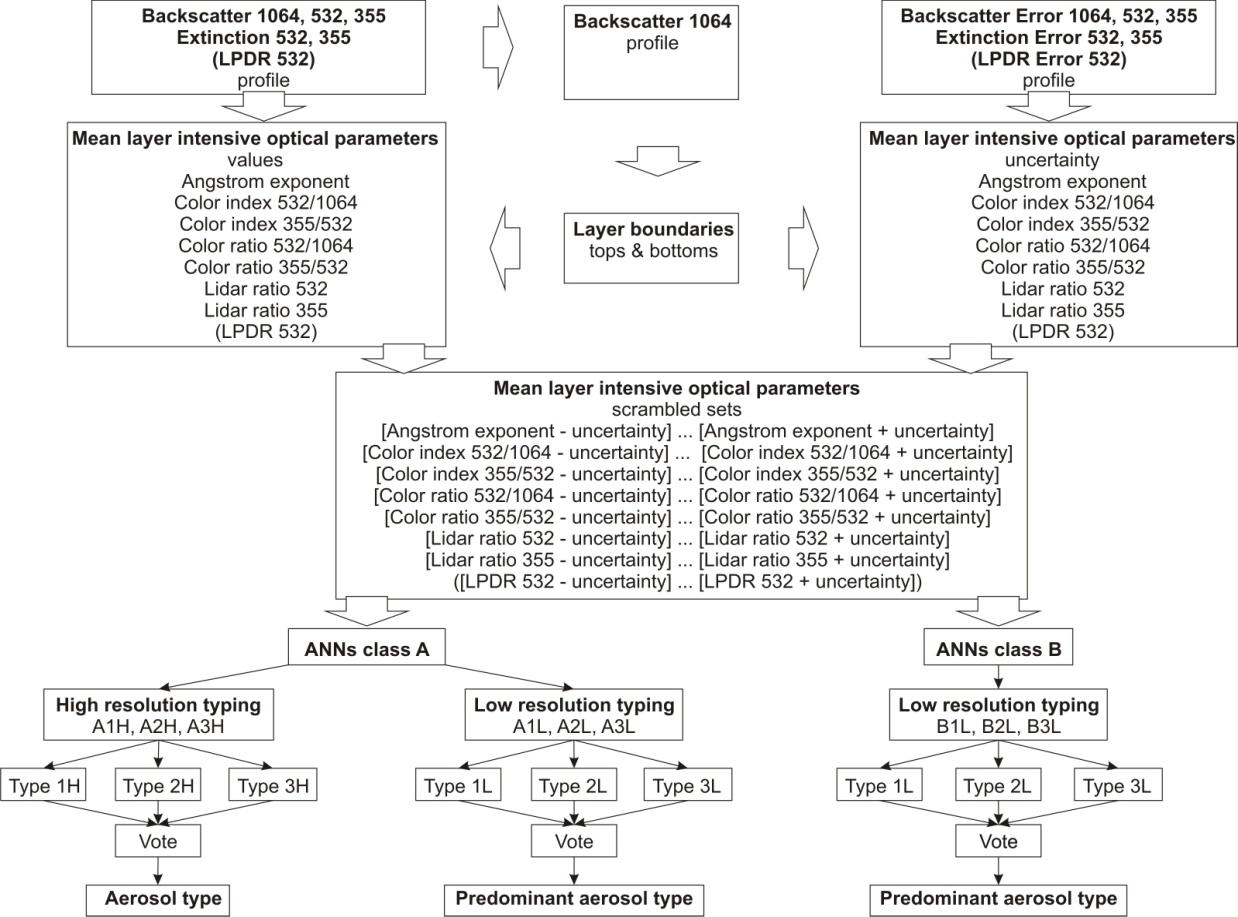 Backscatter 1064, 532, 355
Extinction 532, 355
(LPDR 532)
profile
Backscatter 1064
profile
Backscatter Error 1064, 532, 355
Extinction Error 532, 355
(LPDR Error 532)
profile
Mean layer intensive optical parameters
values
Angstrom exponent
Color index 532/1064
Color index 355/532
Color ratio 532/1064
Color ratio 355/532
Lidar ratio 532
Lidar ratio 355
(LPDR 532)
Layer boundaries
tops & bottoms
Mean layer intensive optical parameters
uncertainty
Angstrom exponent
Color index 532/1064
Color index 355/532
Color ratio 532/1064
Color ratio 355/532
Lidar ratio 532
Lidar ratio 355
(LPDR 532)
Mean layer intensive optical parameters
scrambled sets
[Angstrom exponent - uncertainty] ... [Angstrom exponent + uncertainty]
[Color index 532/1064 - uncertainty] ... [Color index 532/1064 + uncertainty]
[Color index 355/532 - uncertainty] ... [Color index 355/532 + uncertainty]
[Color ratio 532/1064 - uncertainty] ... [Color ratio 532/1064 + uncertainty]
[Color ratio 355/532 - uncertainty] ... [Color ratio 355/532 + uncertainty]
[Lidar ratio 532 - uncertainty] ... [Lidar ratio 532 + uncertainty]
[Lidar ratio 355 - uncertainty] ... [Lidar ratio 355 + uncertainty]
([LPDR 532 - uncertainty] ... [LPDR 532 + uncertainty])
ANNs class A
ANNs class B
High resolution typing
A1H, A2H, A3H
Low resolution typing
A1L, A2L, A3L
Low resolution typing
B1L, B2L, B3L
Type 1H
Type 2H
Type 3H
Type 1L
Type 2L
Type 3L
Type 1L
Type 2L
Type 3L
Vote
Vote
Vote
Aerosol type
Predominant aerosol type
Predominant aerosol type